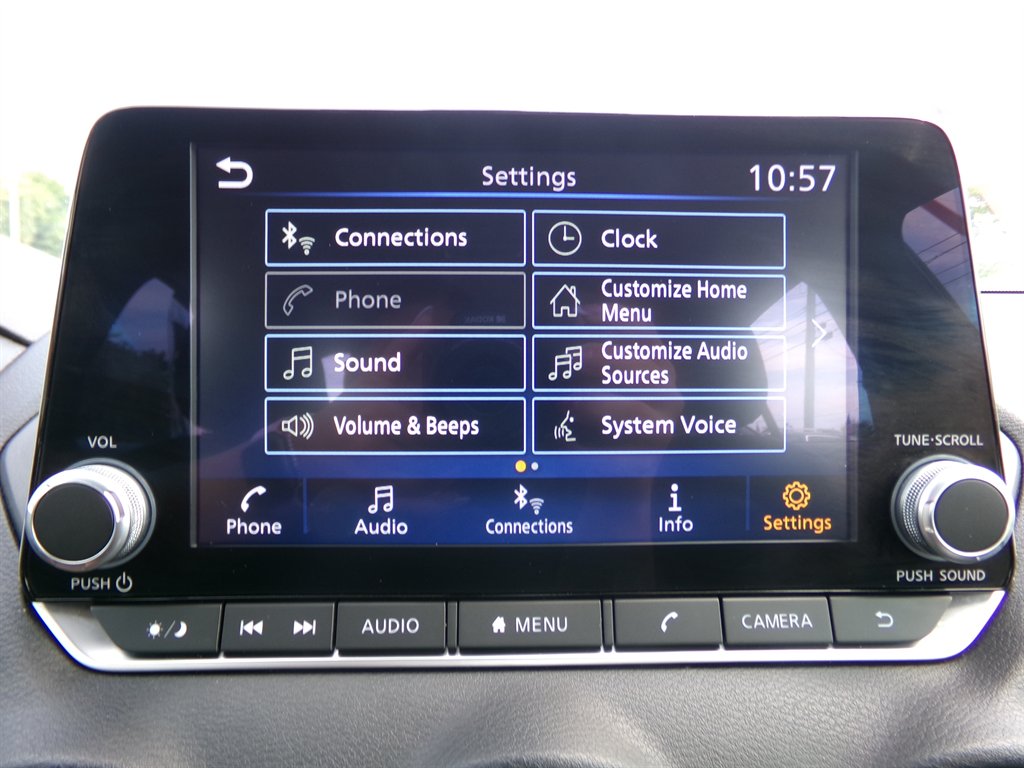 Settings
10:57
Connections
Clock
Phone
Customize Home
Menu
Sound
Customize Audio
Sources
Volume & Beeps
System Voice
VOL
TUNE·SCROLL
Phone
Audio
Connections
Info
Settings
PUSH
PUSH SOUND
AUDIO
MENU
CAMERA